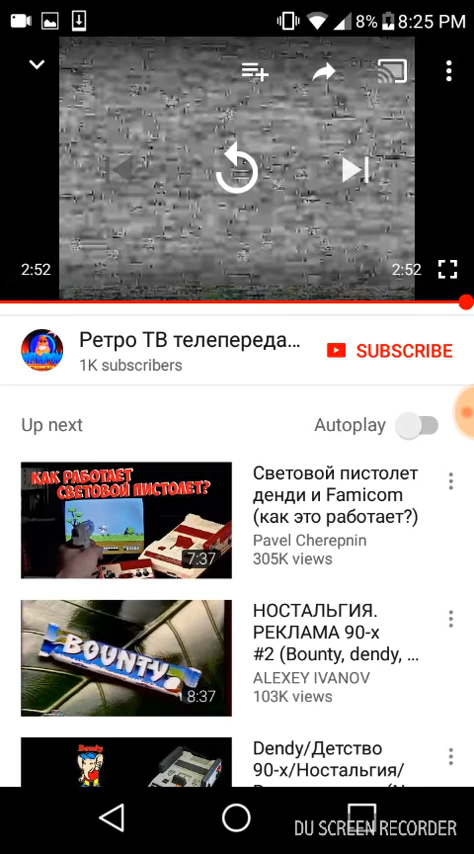 8% 8:25 PM
2:52 2:52
Ретро ТВ телепереда...
1K subscribers
SUBSCRIBE
Up next
Autoplay
КАК РАБОТАЕТ
СВЕТОВОЙ ПИСТОЛЕТ?
7:37
Световой пистолет
денди и Famicom
(как это работает?)
Pavel Cherepnin
305K views
BOUNTY
8:37
НОСТАЛЬГИЯ.
РЕКЛАМА 90-х
#2 (Bounty, dendy, ...
ALEXEY IVANOV
103K views
Dendy
Dendy/Детство
90-х/Ностальгия/
DU SCREEN RECORDER